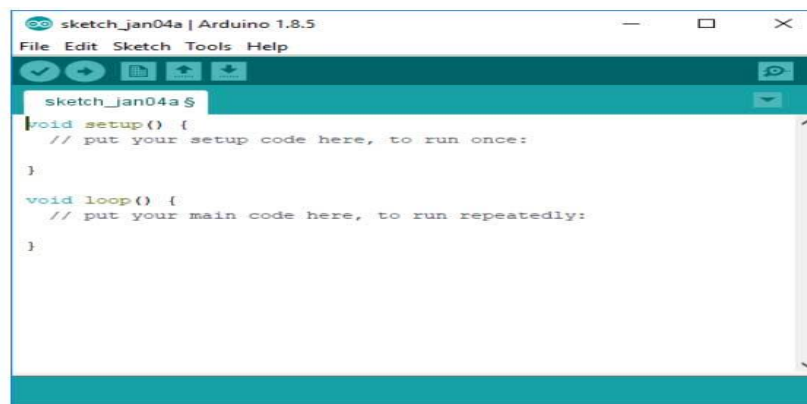 sketch_jan04a | Arduino 1.8.5
File Edit Sketch Tools Help
sketch_jan04a §
void setup() {
  // put your setup code here, to run once:
}
void loop() {
  // put your main code here, to run repeatedly:
}